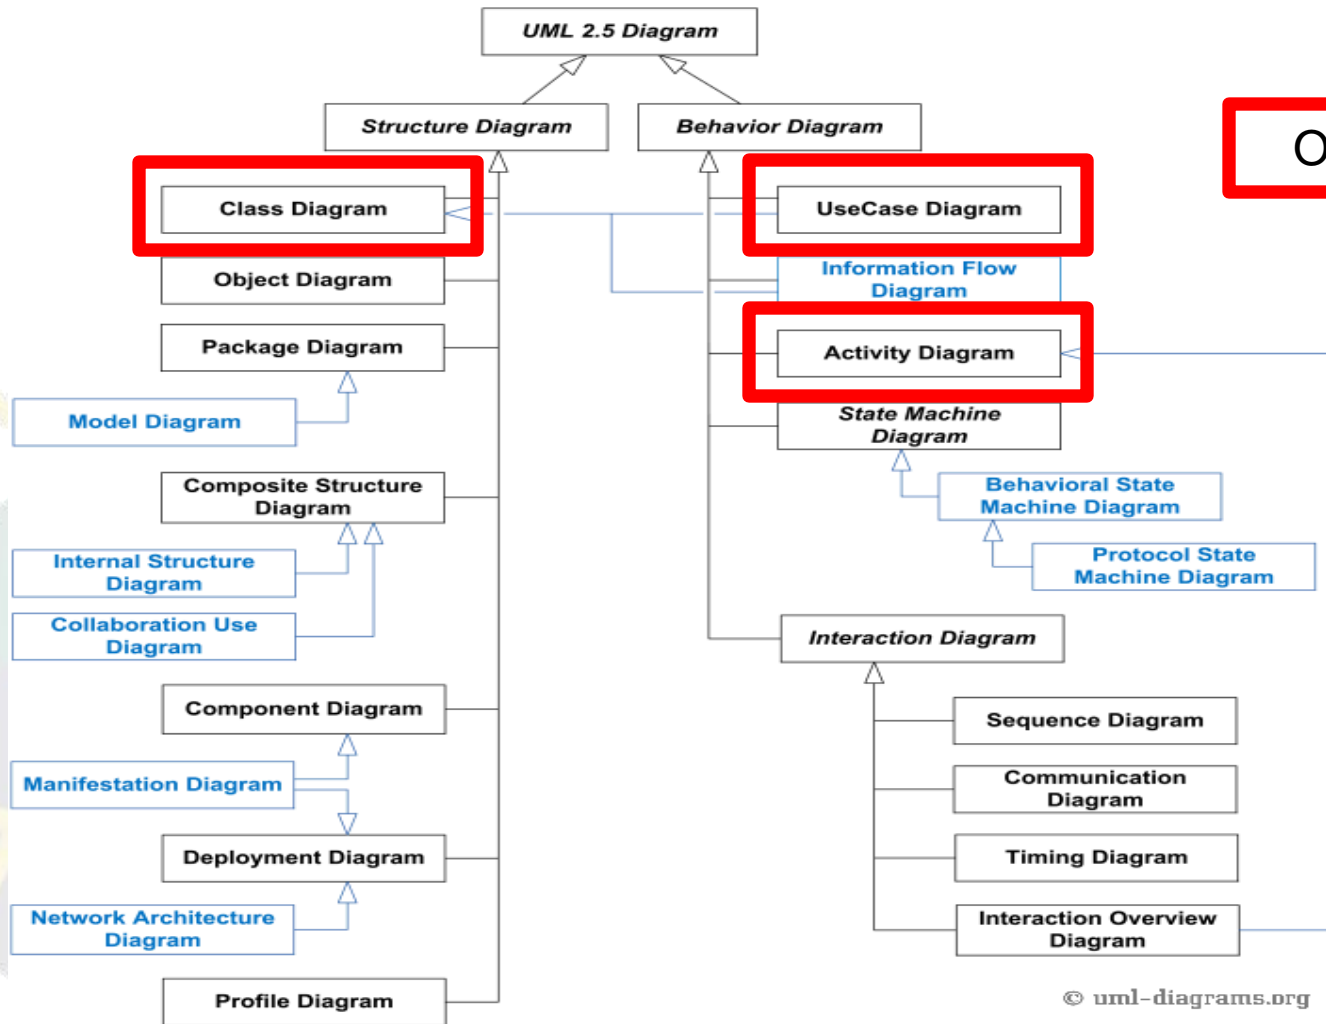 UML 2.5 Diagram
Structure Diagram
Behavior Diagram
O
Class Diagram
UseCase Diagram
Object Diagram
Information Flow
Diagram
Package Diagram
Activity Diagram
Model Diagram
State Machine
Diagram
Composite Structure
Diagram
Behavioral State
Machine Diagram
Internal Structure
Diagram
Protocol State
Machine Diagram
Collaboration Use
Diagram
Interaction Diagram
Component Diagram
Sequence Diagram
Manifestation Diagram
Communication
Diagram
Deployment Diagram
Timing Diagram
Network Architecture
Diagram
Interaction Overview
Diagram
Profile Diagram
© uml-diagrams.org